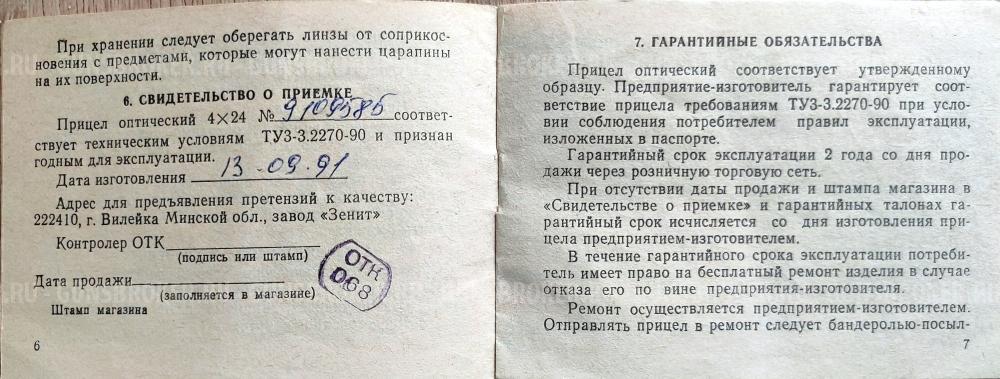 При хранении следует оберегать линзы от соприкос-
новения с предметами, которые могут нанести царапины
на их поверхности.
6. СВИДЕТЕЛЬСТВО О ПРИЕМКЕ
Прицел оптический 4×24 № 9109585 соответ-
ствует техническим условиям ТУЗ-3.2270-90 и признан
годным для эксплуатации.
Дата изготовления 13-09.91
Адрес для предъявления претензий к качеству:
222410, г. Вилейка Минской обл., завод «Зенит»
Контролер ОТК
(подпись или штамп)
ОТК
068
Дата продажи
(заполняется в магазине)
Штамп магазина
6
7. ГАРАНТИЙНЫЕ ОБЯЗАТЕЛЬСТВА
Прицел оптический соответствует утвержденному
образцу. Предприятие-изготовитель гарантирует соот-
ветствие прицела требованиям ТУЗ-3.2270-90 при усло-
вии соблюдения потребителем правил эксплуатации,
изложенных в паспорте.
Гарантийный срок эксплуатации 2 года со дня про-
дажи через розничную торговую сеть.
При отсутствии даты продажи и штампа магазина в
«Свидетельстве о приемке» и гарантийных талонах га-
рантийный срок исчисляется со дня изготовления при-
цела предприятием-изготовителем.
В течение гарантийного срока эксплуатации потреби-
тель имеет право на бесплатный ремонт изделия в случае
отказа его по вине предприятия-изготовителя.
Ремонт осуществляется предприятием-изготовителем.
Отправлять прицел в ремонт следует бандеролью-посыл-
7